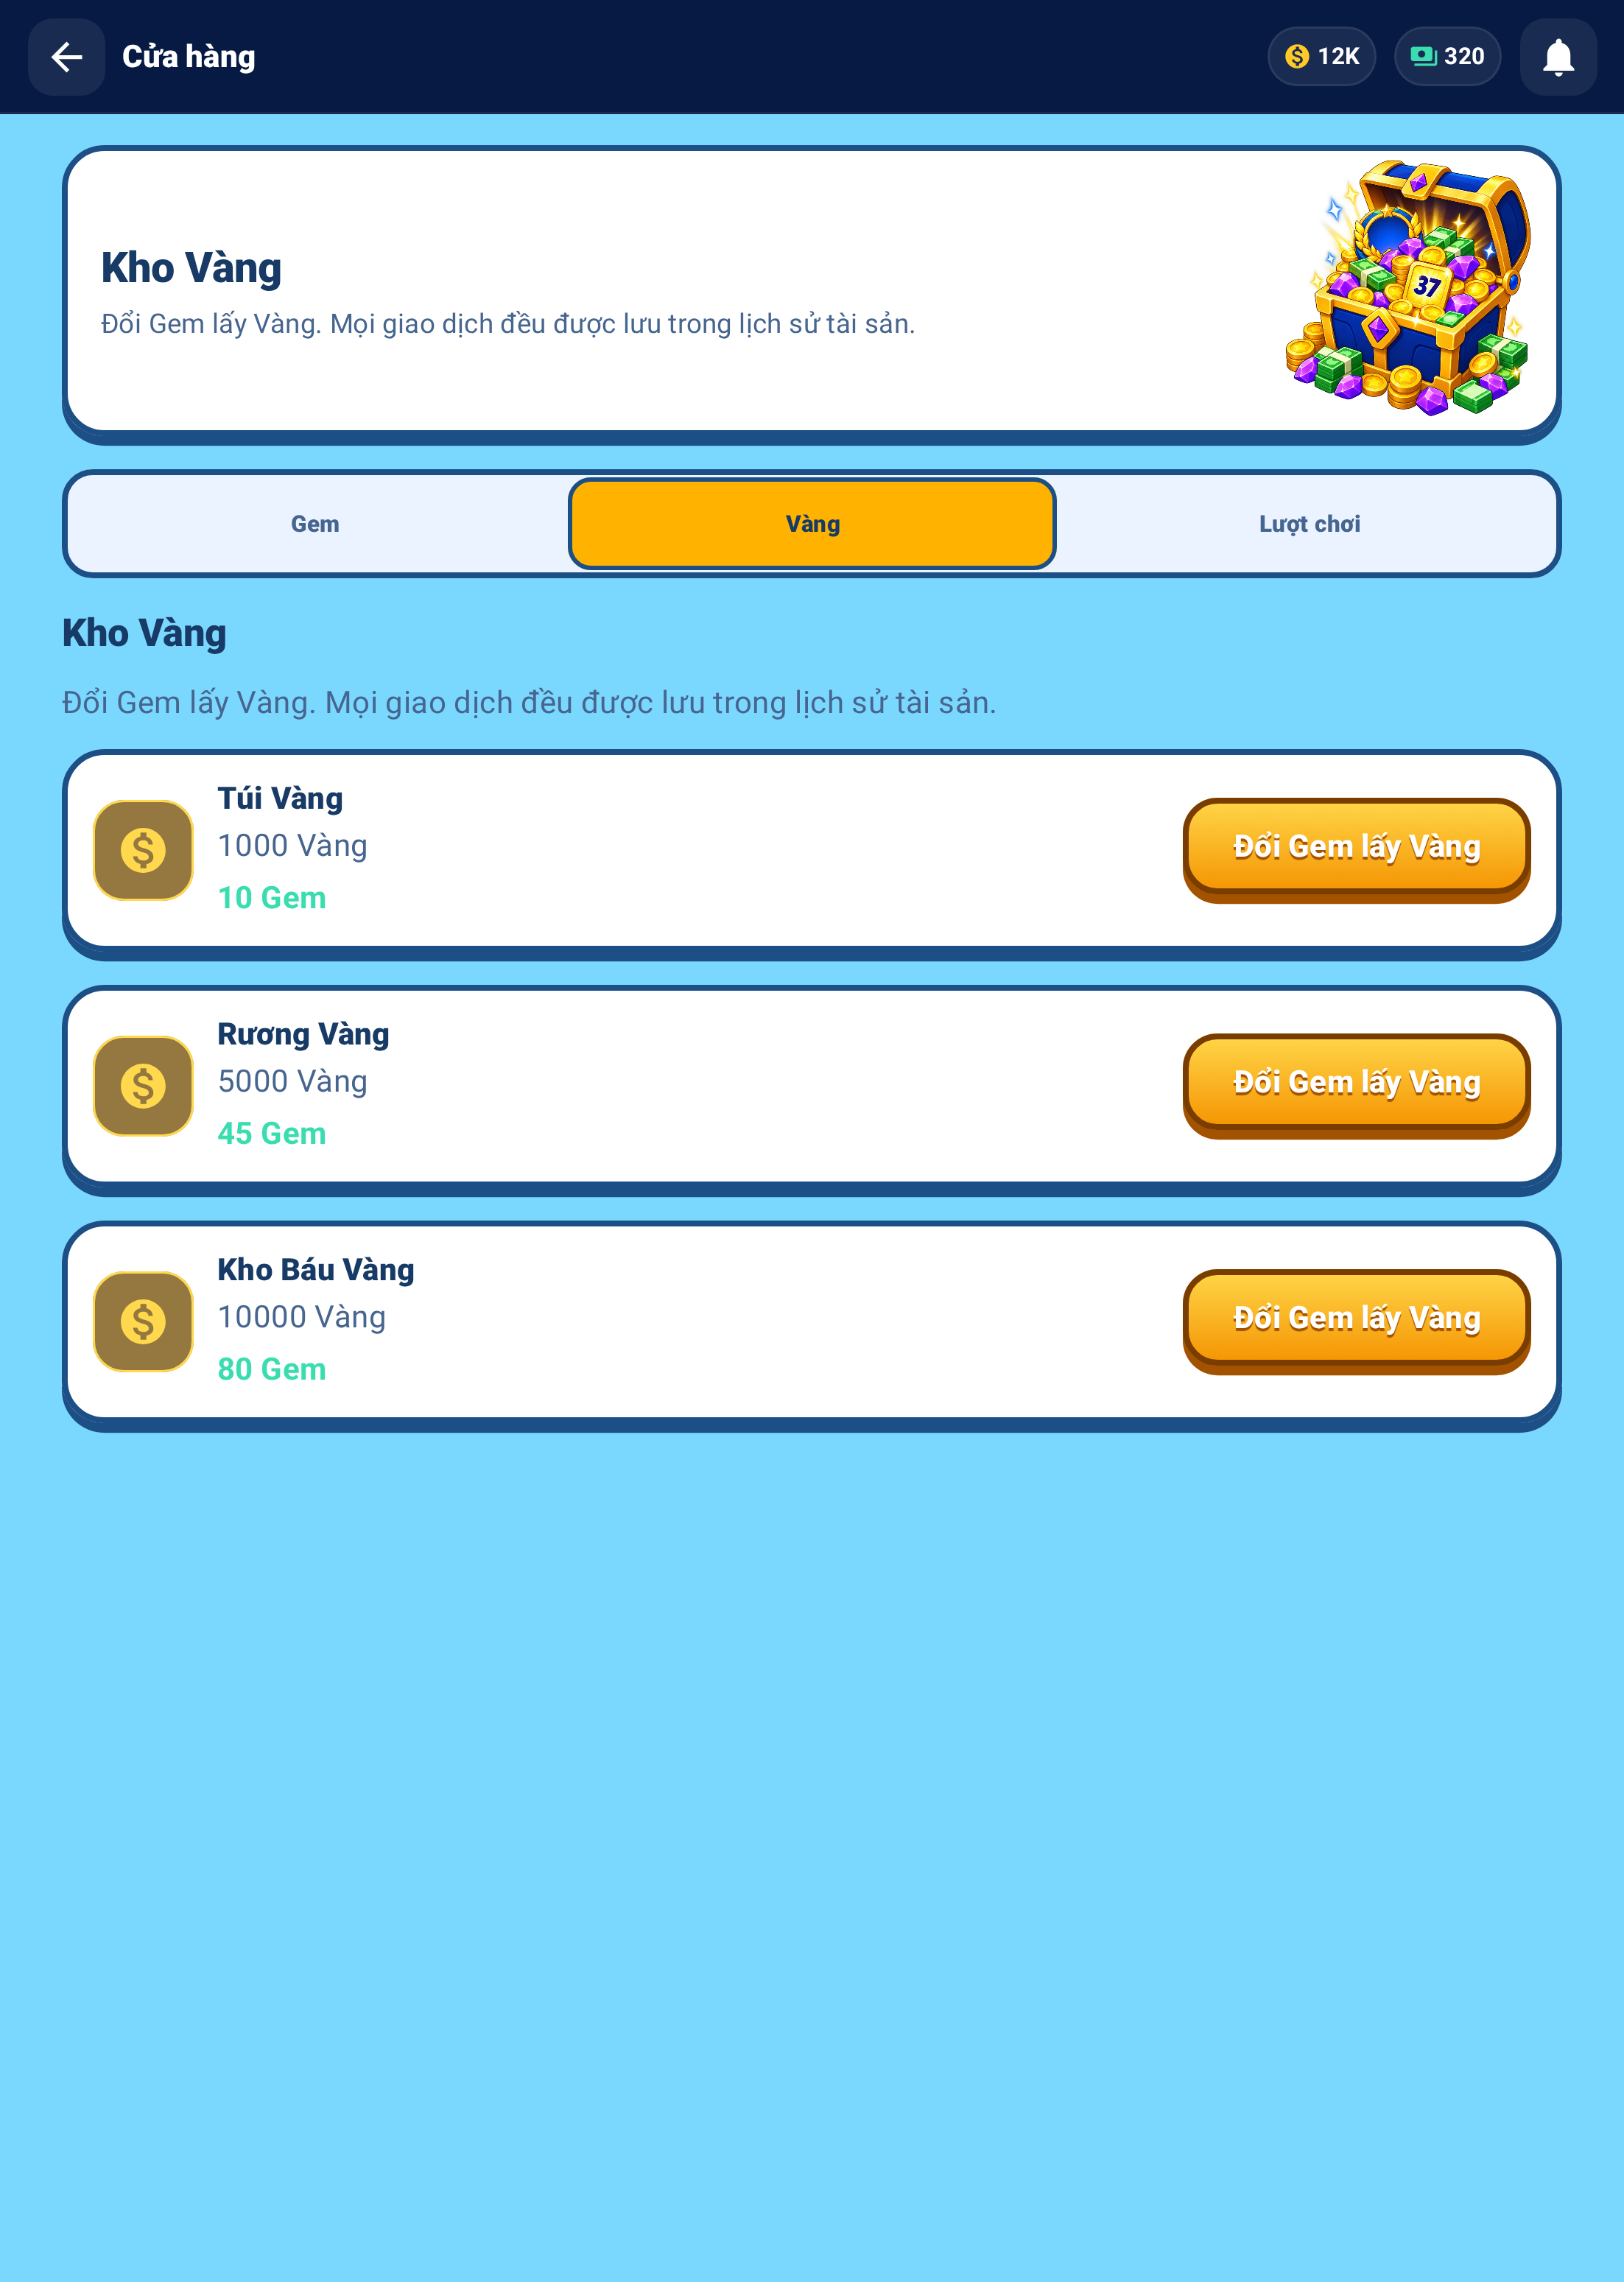 Cửa hàng
12K
320
Kho Vàng
Đổi Gem lấy Vàng. Mọi giao dịch đều được lưu trong lịch sử tài sản.
37
Gem
Vàng
Lượt chơi
Kho Vàng
Đổi Gem lấy Vàng. Mọi giao dịch đều được lưu trong lịch sử tài sản.
Túi Vàng
1000 Vàng
10 Gem
Đổi Gem lấy Vàng
Rương Vàng
5000 Vàng
45 Gem
Đổi Gem lấy Vàng
Kho Báu Vàng
10000 Vàng
80 Gem
Đổi Gem lấy Vàng